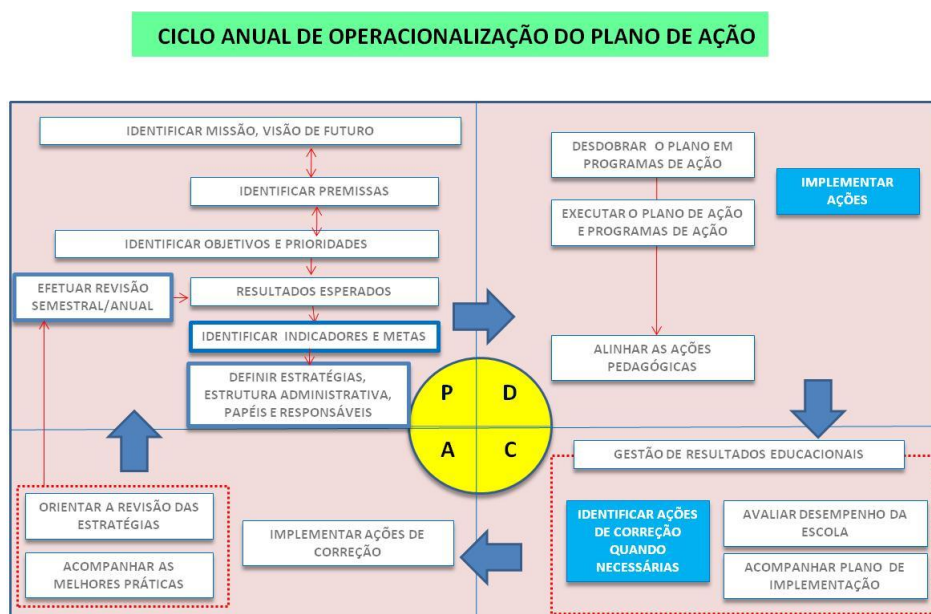 CICLO ANUAL DE OPERACIONALIZAÇÃO DO PLANO DE AÇÃO
IDENTIFICAR MISSÃO, VISÃO DE FUTURO
IDENTIFICAR PREMISSAS
IDENTIFICAR OBJETIVOS E PRIORIDADES
EFETUAR REVISÃO
SEMESTRAL/ANUAL
RESULTADOS ESPERADOS
IDENTIFICAR INDICADORES E METAS
DEFINIR ESTRATÉGIAS,
ESTRUTURA ADMINISTRATIVA,
PAPÉIS E RESPONSÁVEIS
DESDOBRAR O PLANO EM
PROGRAMAS DE AÇÃO
IMPLEMENTAR
AÇÕES
EXECUTAR O PLANO DE AÇÃO
E PROGRAMAS DE AÇÃO
ALINHAR AS AÇÕES
PEDAGÓGICAS
P D
A C
GESTÃO DE RESULTADOS EDUCACIONAIS
IDENTIFICAR AÇÕES
DE CORREÇÃO
QUANDO
NECESSÁRIAS
AVALIAR DESEMPENHO DA
ESCOLA
ACOMPANHAR PLANO DE
IMPLEMENTAÇÃO
IMPLEMENTAR AÇÕES DE
CORREÇÃO
ORIENTAR A REVISÃO DAS
ESTRATÉGIAS
ACOMPANHAR AS
MELHORES PRÁTICAS